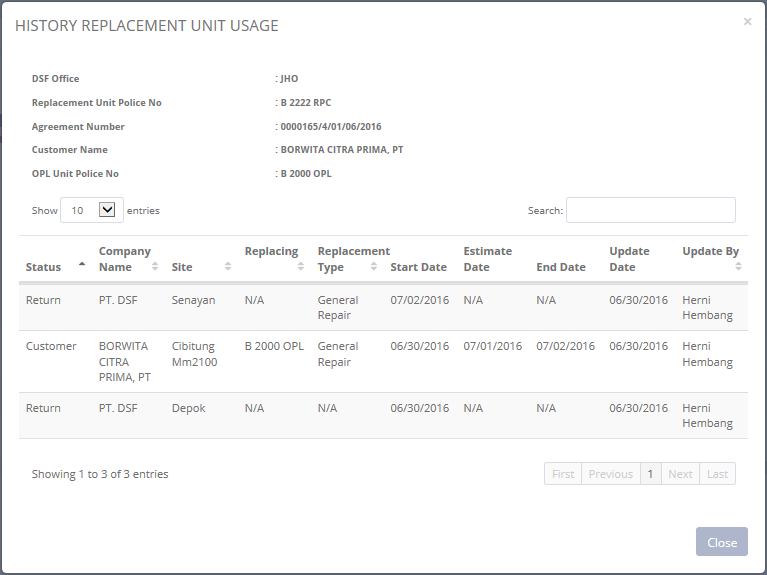 HISTORY REPLACEMENT UNIT USAGE ×
DSF Office : JHO
Replacement Unit Police No : B 2222 RPC
Agreement Number : 0000165/4/01/06/2016
Customer Name : BORWITA CITRA PRIMA, PT
OPL Unit Police No : B 2000 OPL
Show 10 entries Search:
Company Replacing Replacement Estimate Update Update By
Status Name Site Type Start Date Date End Date Date
Return PT. DSF Senayan N/A General 07/02/2016 N/A N/A 06/30/2016 Herni
Repair Hembang
Customer BORWITA Cibitung B 2000 OPL General 06/30/2016 07/01/2016 07/02/2016 06/30/2016 Herni
CITRA Mm2100 Repair Hembang
PRIMA, PT
Return PT. DSF Depok N/A N/A 06/30/2016 N/A N/A 06/30/2016 Herni
Hembang
Showing 1 to 3 of 3 entries First Previous 1 Next Last
Close